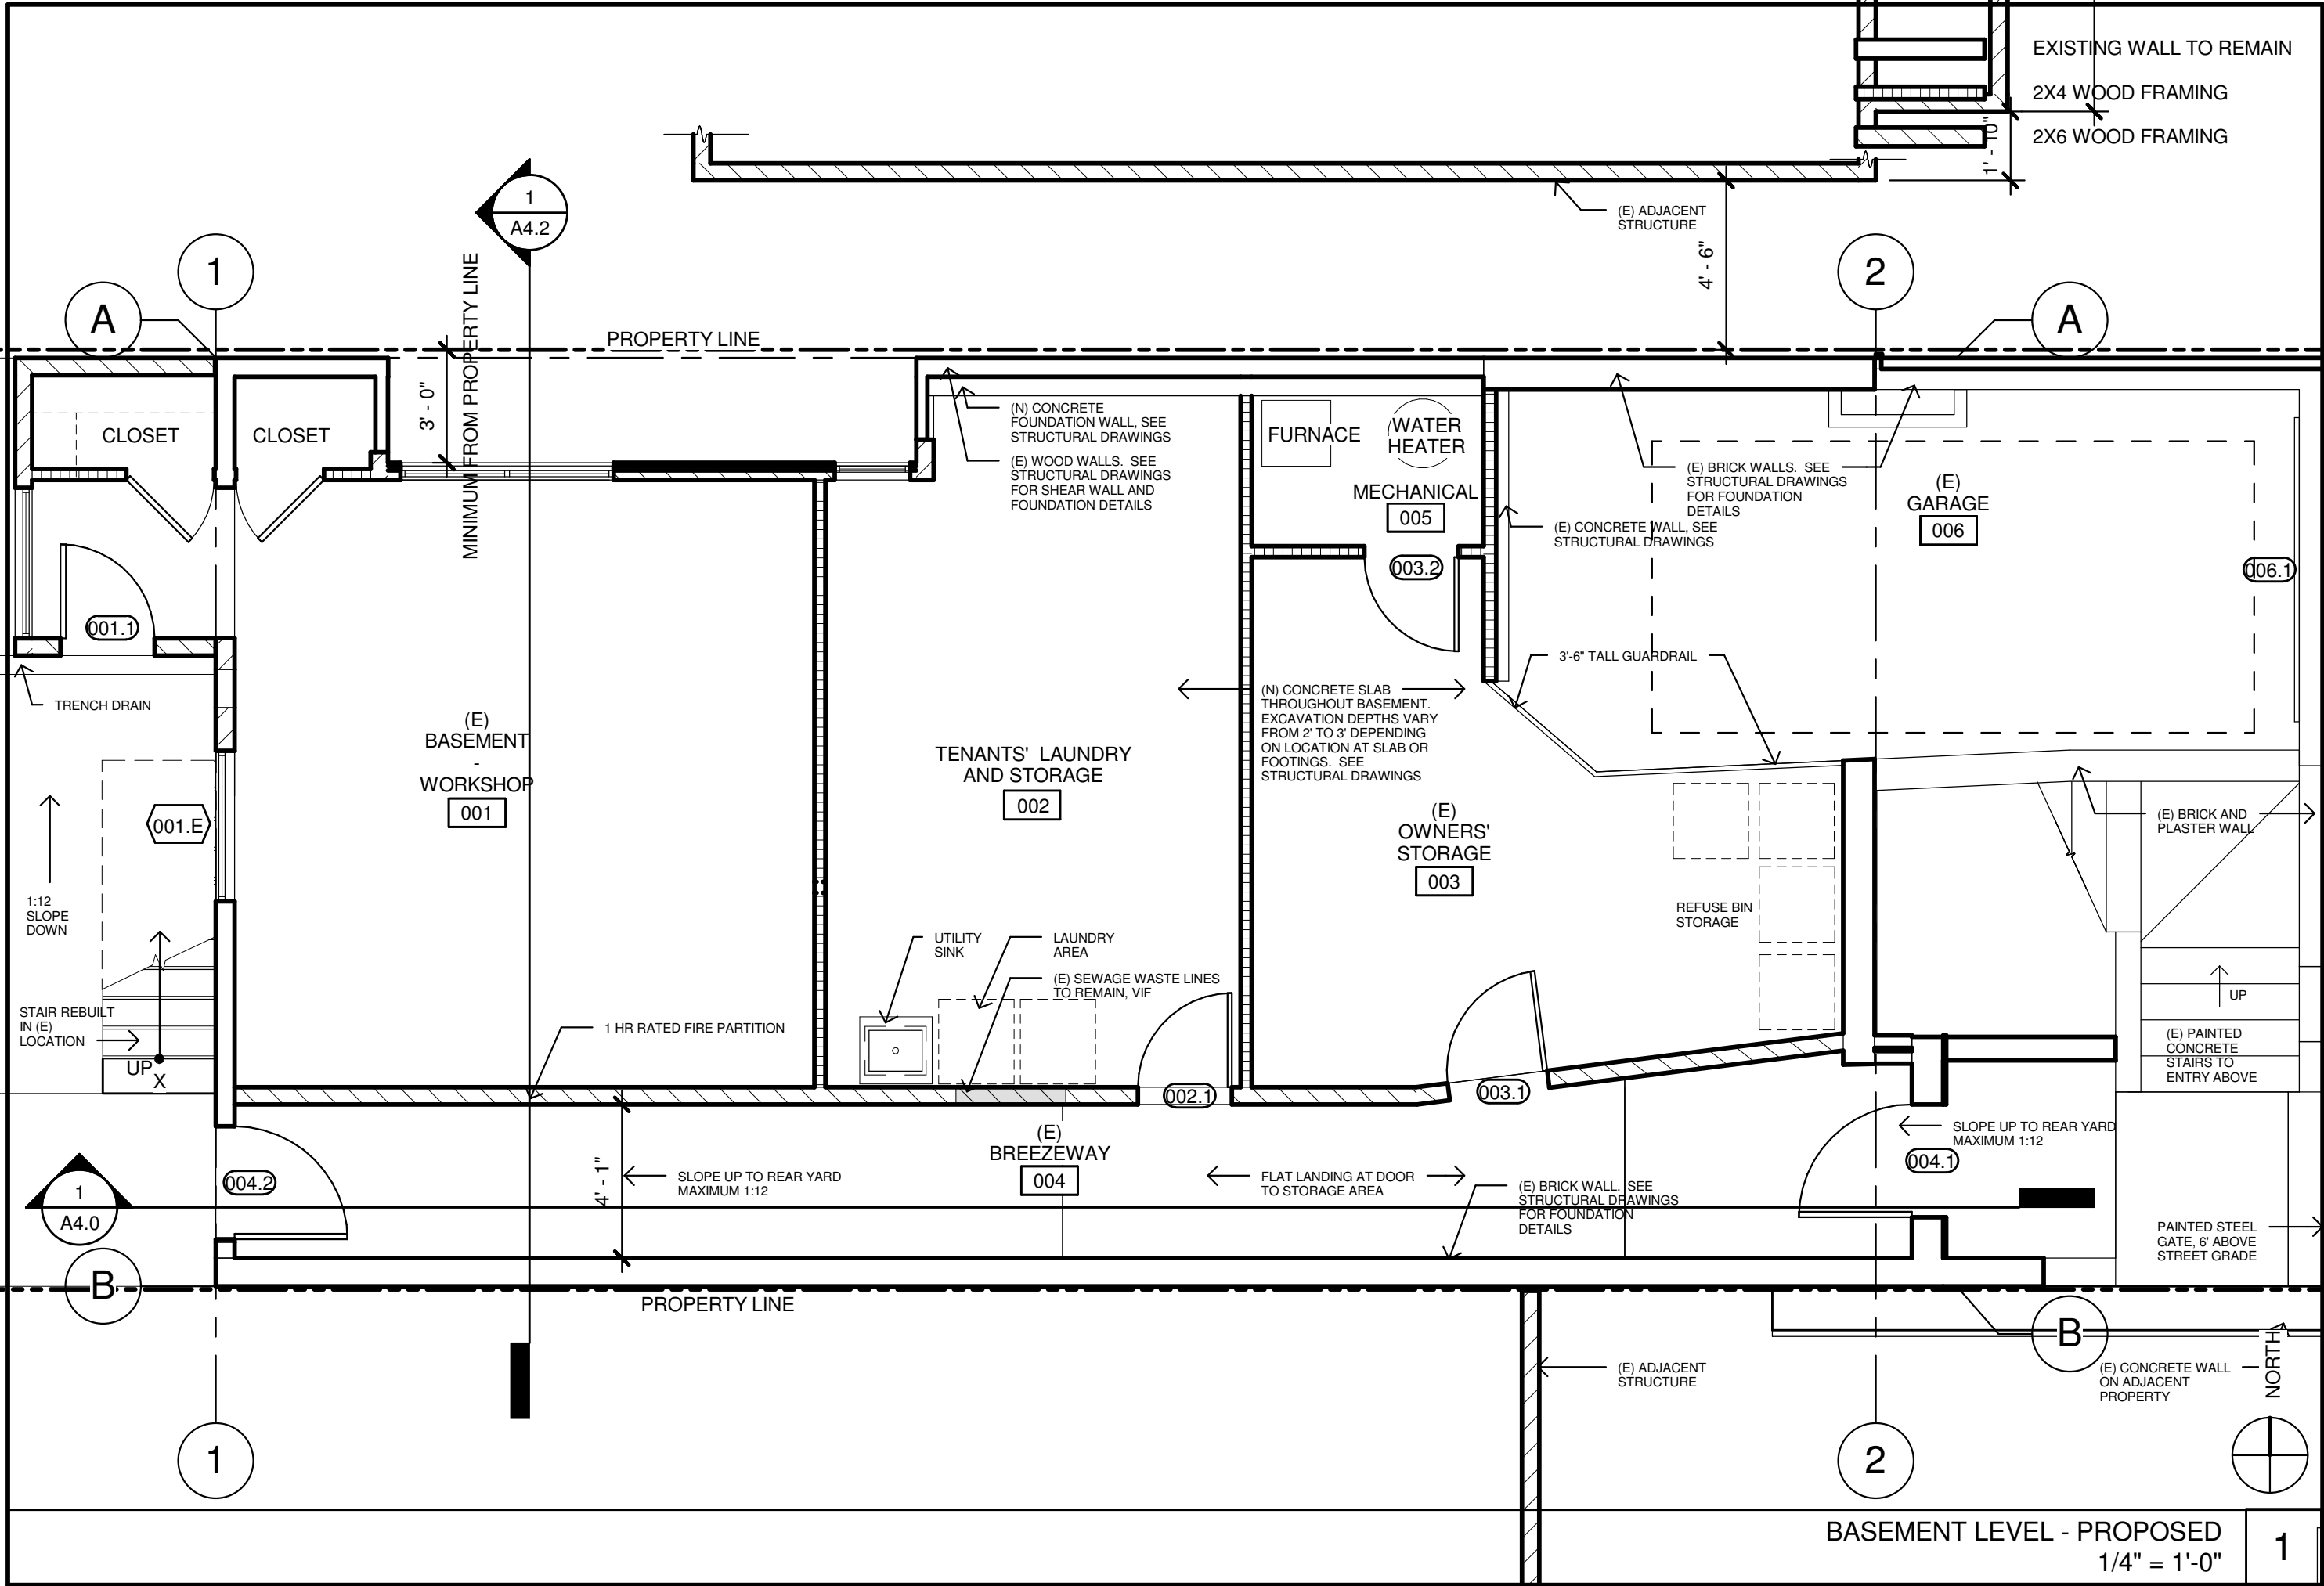 EXISTING WALL TO REMAIN
2X4 WOOD FRAMING
2X6 WOOD FRAMING
1' - 10"
1
A4.2
(E) ADJACENT
STRUCTURE
4' - 6"
1
2
A
A
PROPERTY LINE
3' - 0"
MINIMUM FROM PROPERTY LINE
CLOSET
CLOSET
(N) CONCRETE
FOUNDATION WALL, SEE
STRUCTURAL DRAWINGS
(E) WOOD WALLS. SEE
STRUCTURAL DRAWINGS
FOR SHEAR WALL AND
FOUNDATION DETAILS
FURNACE
WATER
HEATER
MECHANICAL
005
003.2
(E) BRICK WALLS. SEE
STRUCTURAL DRAWINGS
FOR FOUNDATION
DETAILS
(E) CONCRETE WALL, SEE
STRUCTURAL DRAWINGS
(E)
GARAGE
006
006.1
001.1
TRENCH DRAIN
3'-6" TALL GUARDRAIL
(N) CONCRETE SLAB
THROUGHOUT BASEMENT.
EXCAVATION DEPTHS VARY
FROM 2' TO 3' DEPENDING
ON LOCATION AT SLAB OR
FOOTINGS. SEE
STRUCTURAL DRAWINGS
(E)
BASEMENT
-
WORKSHOP
001
TENANTS' LAUNDRY
AND STORAGE
002
(E)
OWNERS'
STORAGE
003
001.E
(E) BRICK AND
PLASTER WALL
1:12
SLOPE
DOWN
REFUSE BIN
STORAGE
UTILITY
SINK
LAUNDRY
AREA
(E) SEWAGE WASTE LINES
TO REMAIN, VIF
UP
STAIR REBUILT
IN (E)
LOCATION
UP
X
1 HR RATED FIRE PARTITION
(E) PAINTED
CONCRETE
STAIRS TO
ENTRY ABOVE
002.1
003.1
(E)
BREEZEWAY
004
SLOPE UP TO REAR YARD
MAXIMUM 1:12
004.1
004.2
4' - 1"
SLOPE UP TO REAR YARD
MAXIMUM 1:12
FLAT LANDING AT DOOR
TO STORAGE AREA
(E) BRICK WALL. SEE
STRUCTURAL DRAWINGS
FOR FOUNDATION
DETAILS
1
A4.0
PAINTED STEEL
GATE, 6' ABOVE
STREET GRADE
B
PROPERTY LINE
B
(E) ADJACENT
STRUCTURE
(E) CONCRETE WALL
ON ADJACENT
PROPERTY
NORTH
1
2
BASEMENT LEVEL - PROPOSED
1/4" = 1'-0"
1